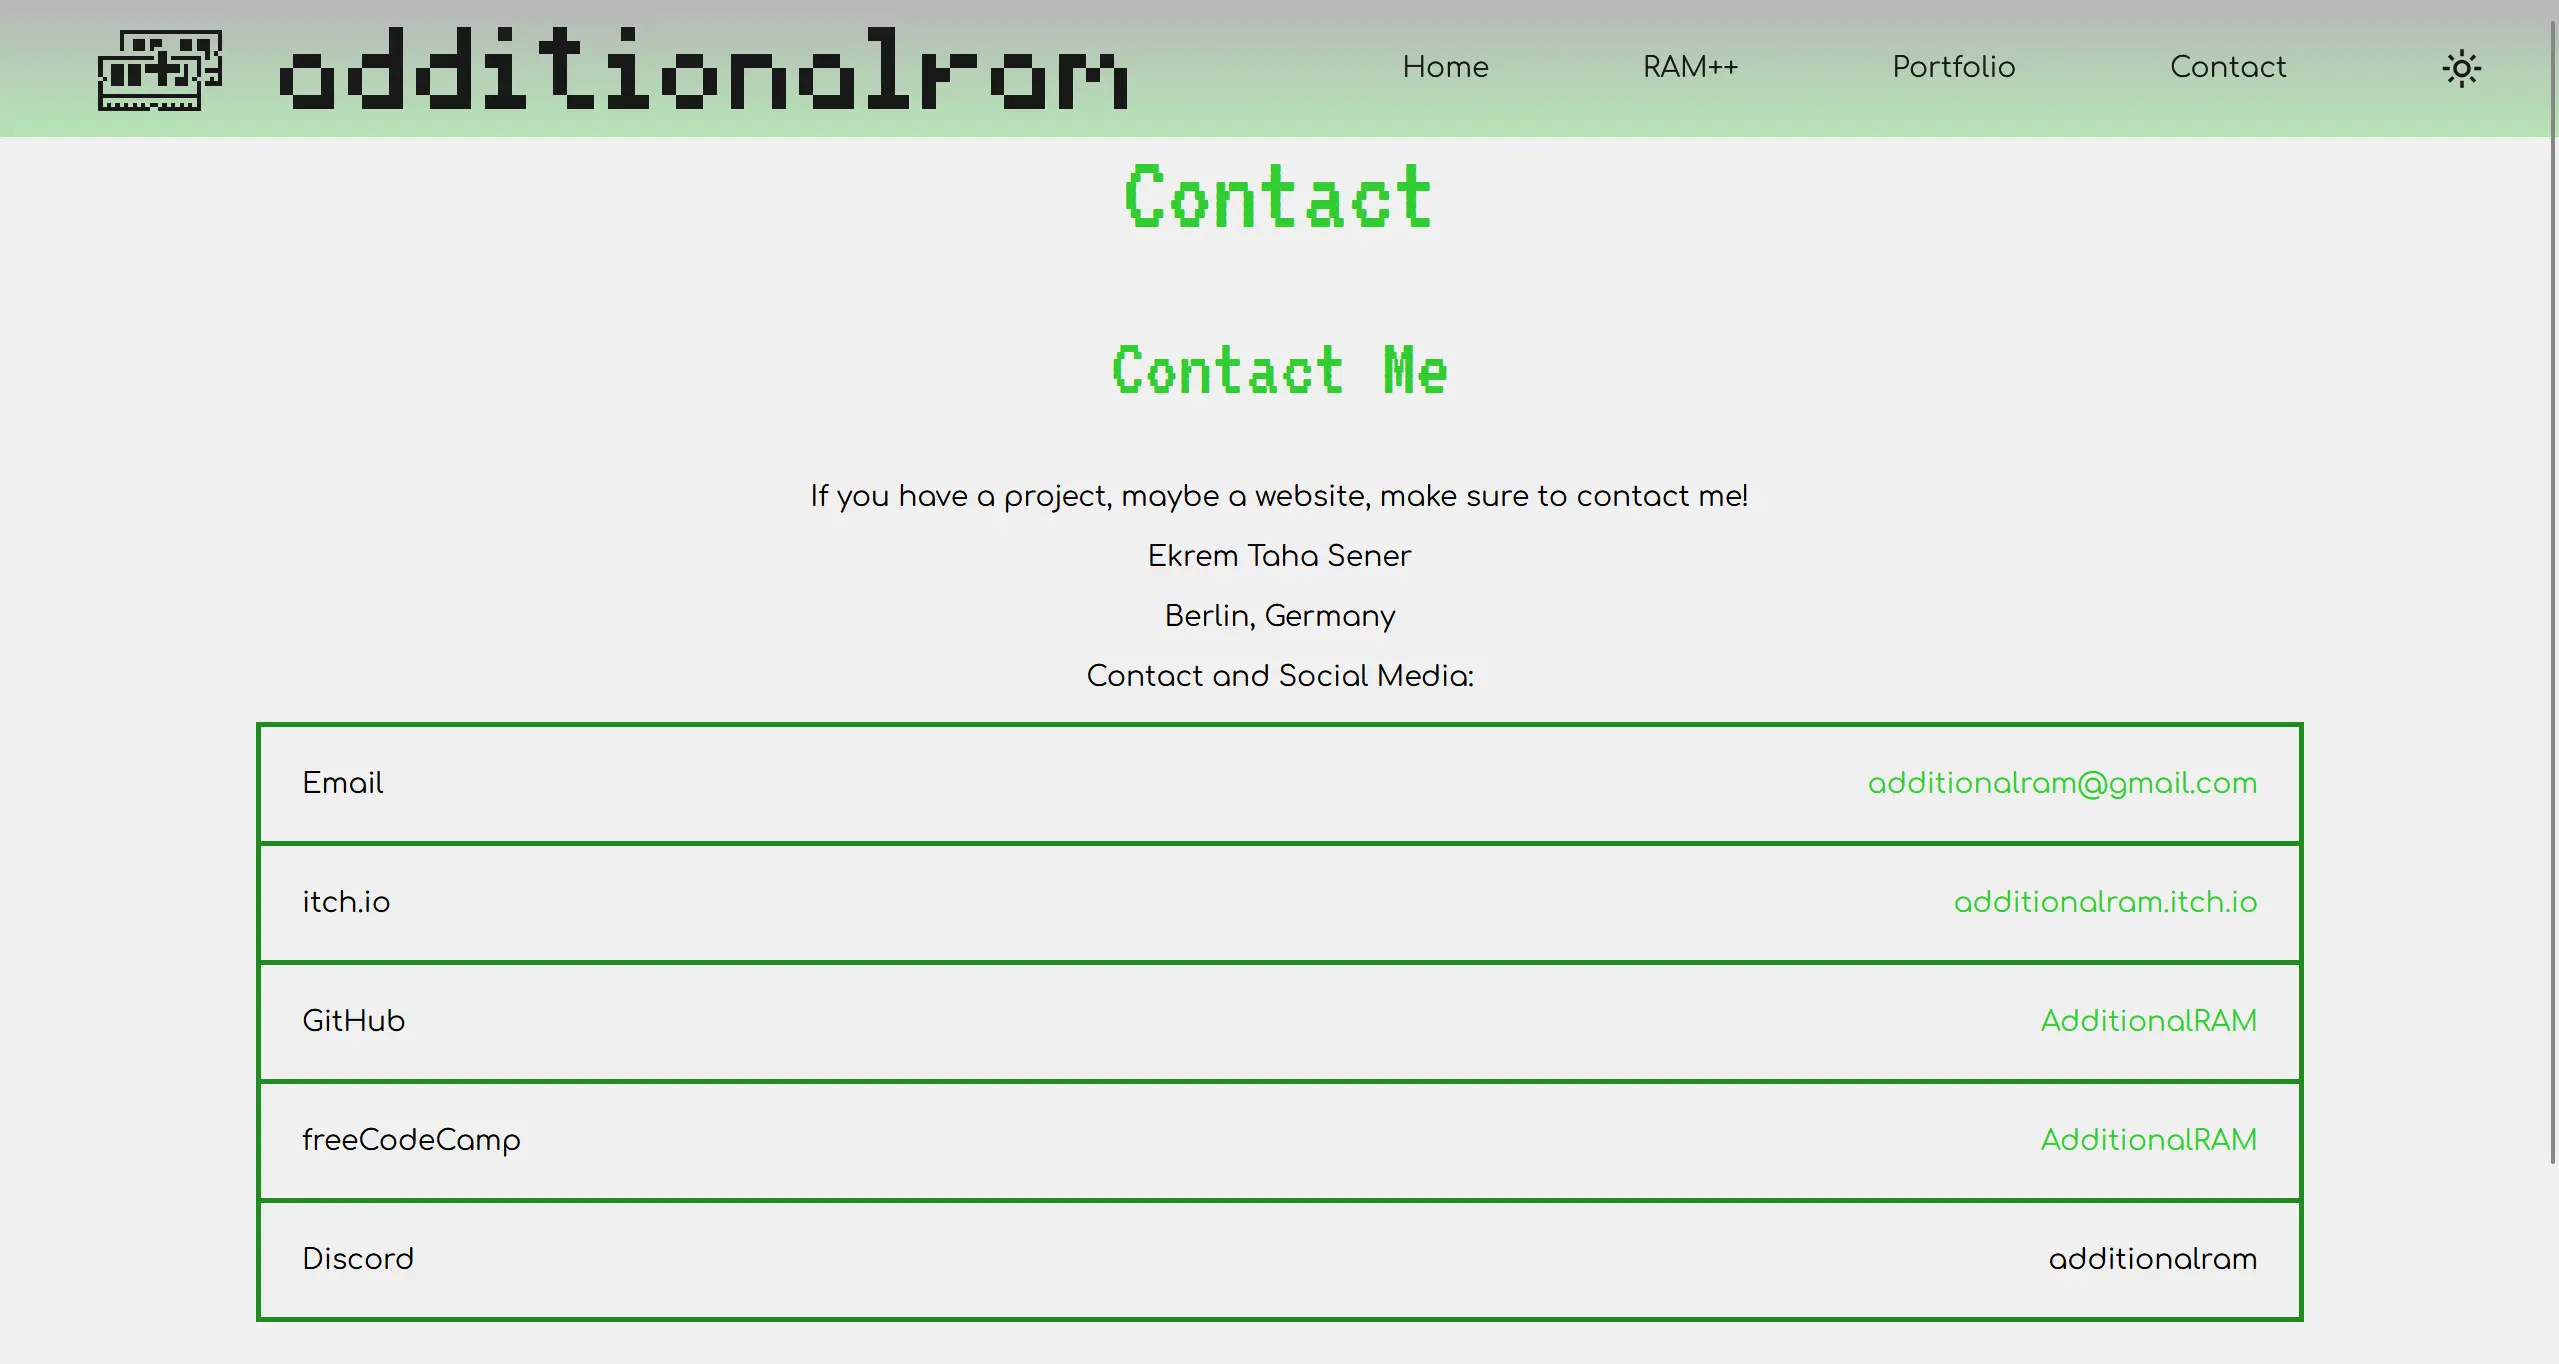 additionalram
Home RAM++ Portfolio Contact
Contact
Contact Me
If you have a project, maybe a website, make sure to contact me!
Ekrem Taha Sener
Berlin, Germany
Contact and Social Media:
Email additionalram@gmail.com
itch.io additionalram.itch.io
GitHub AdditionalRAM
freeCodeCamp AdditionalRAM
Discord additionalram